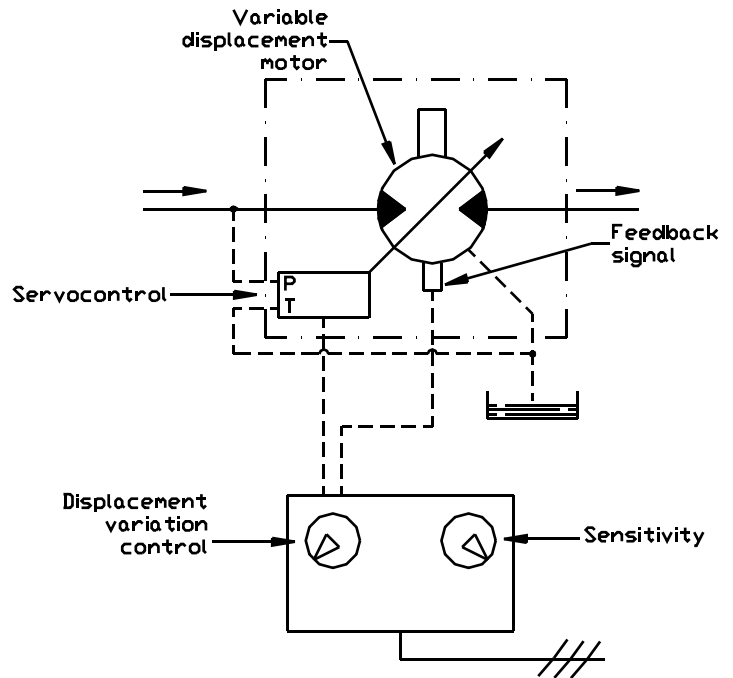 Variable
displacement
motor
Feedback
signal
Servocontrol
P
T
Displacement
variation
control
Sensitivity